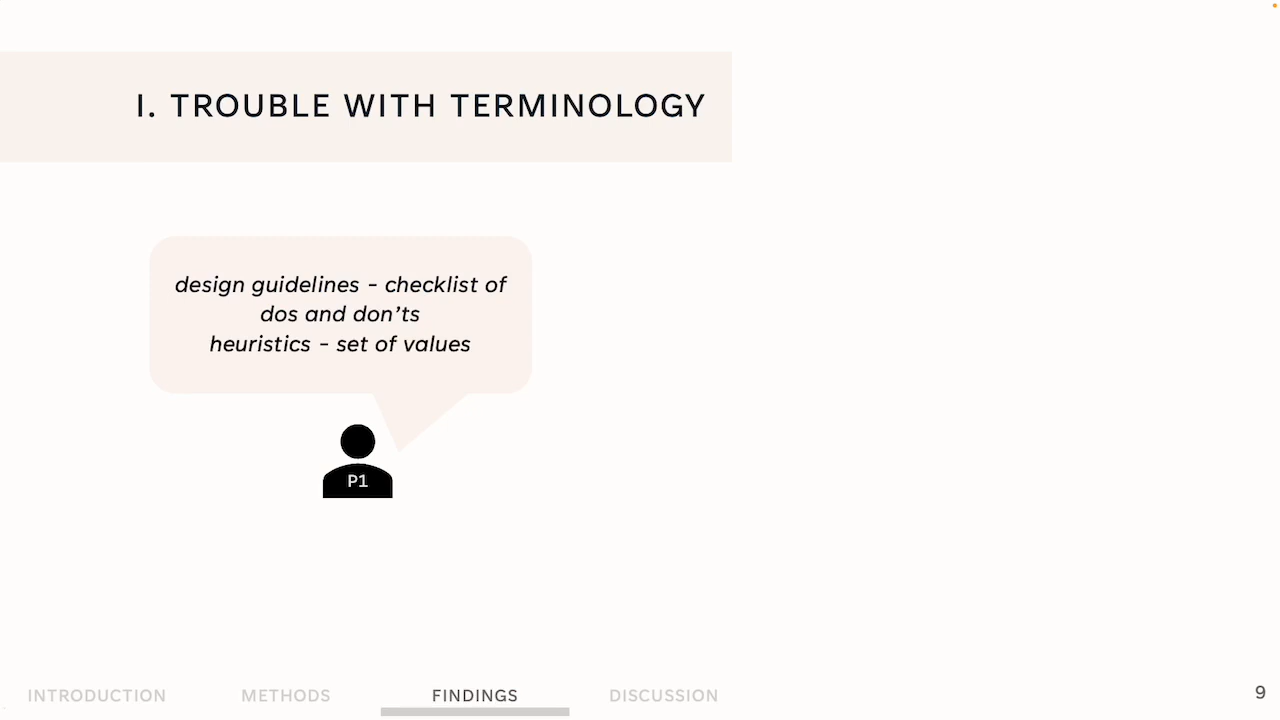 I. TROUBLE WITH TERMINOLOGY
design guidelines - checklist of
dos and don’ts
heuristics - set of values
P1
INTRODUCTION
METHODS
FINDINGS
DISCUSSION
9